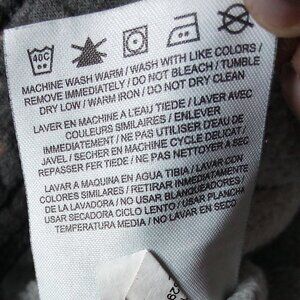 40C
MACHINE WASH WARM / WASH WITH LIKE COLORS /
REMOVE IMMEDIATELY / DO NOT BLEACH / TUMBLE
DRY LOW / WARM IRON / DO NOT DRY CLEAN
LAVER EN MACHINE A L'EAU TIEDE / LAVER AVEC
COULEURS SIMILAIRES / ENLEVER
IMMEDIATEMENT / NE PAS UTILISER D'EAU DE
JAVEL / SECHER EN MACHINE CYCLE DELICAT /
REPASSER FER TIEDE / NE PAS NETTOYER A SEC
LAVAR A MAQUINA EN AGUA TIBIA / LAVAR CON
COLORES SIMILARES / RETIRAR INMEDIATAMENTE
DE LA LAVADORA / NO USAR BLANQUEADORES /
USAR SECADORA CICLO LENTO / USAR PLANCHA
TEMPERATURA MEDIA / NO LAVAR EN SECO